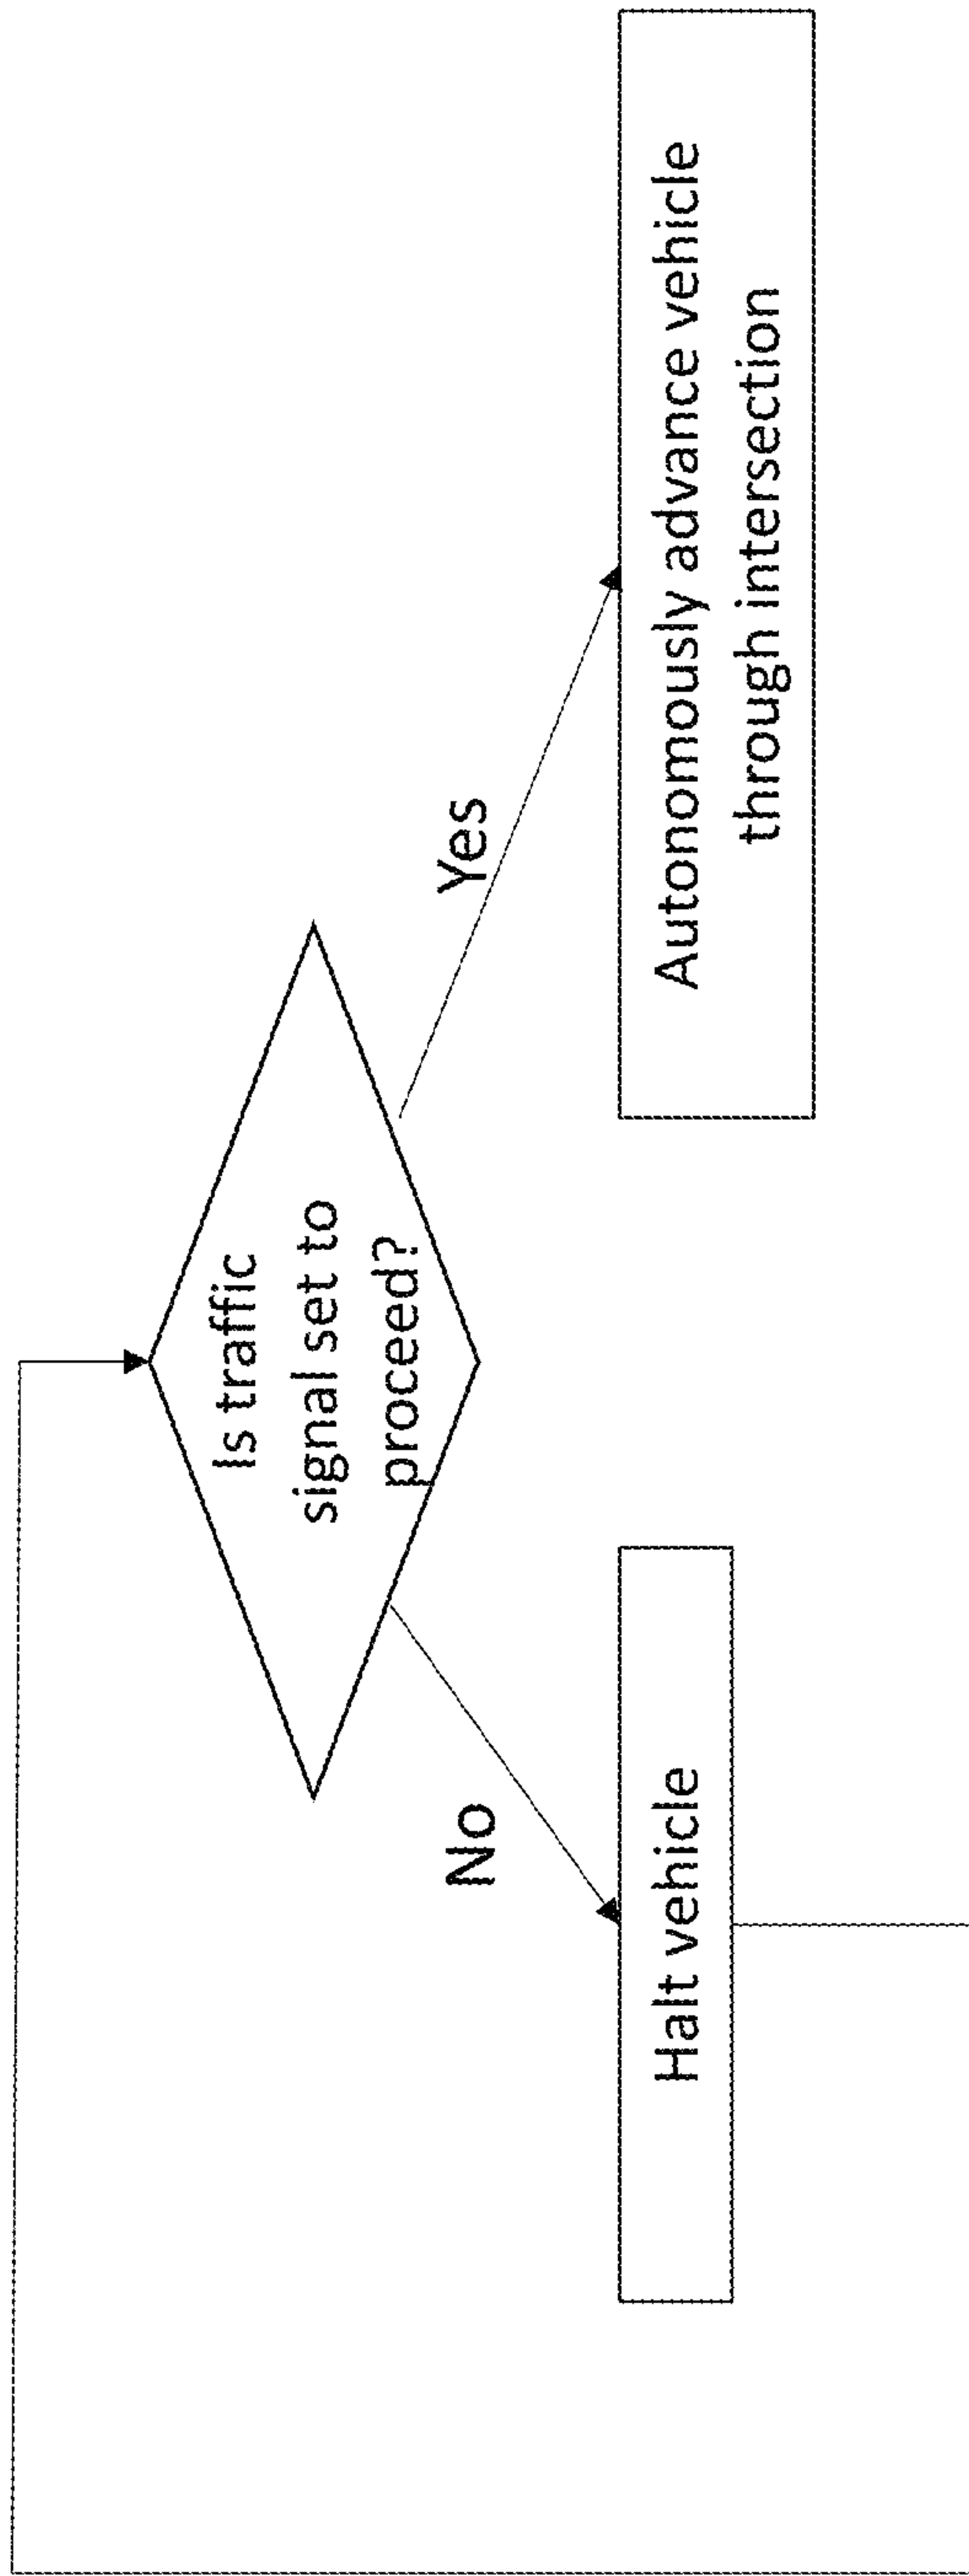 Is traffic
signal set to
proceed?
No
Yes
Halt vehicle
Autonomously advance vehicle
through intersection